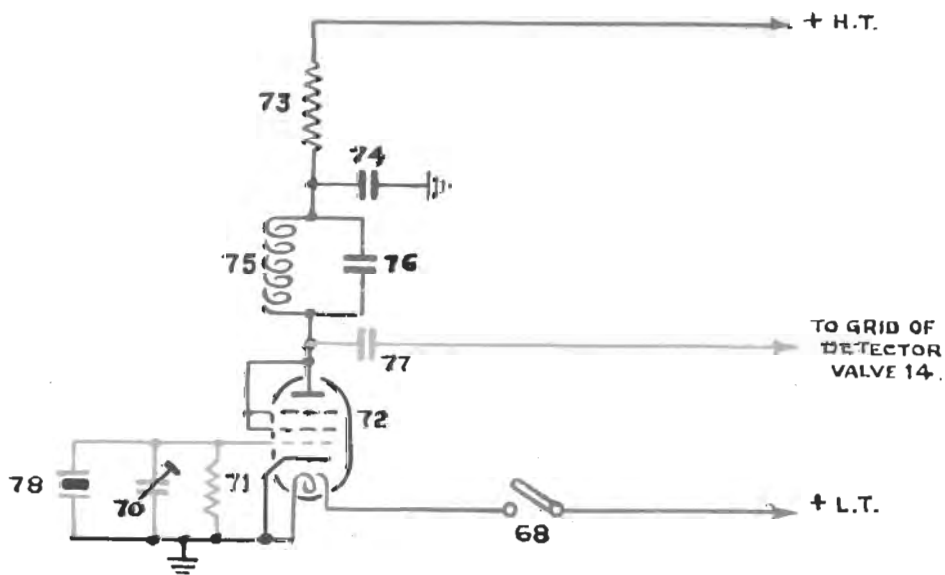 + H.T.
73
74
75
76
TO GRID OF
DETECTOR
VALVE 14.
77
72
78
70
71
+ L.T.
68